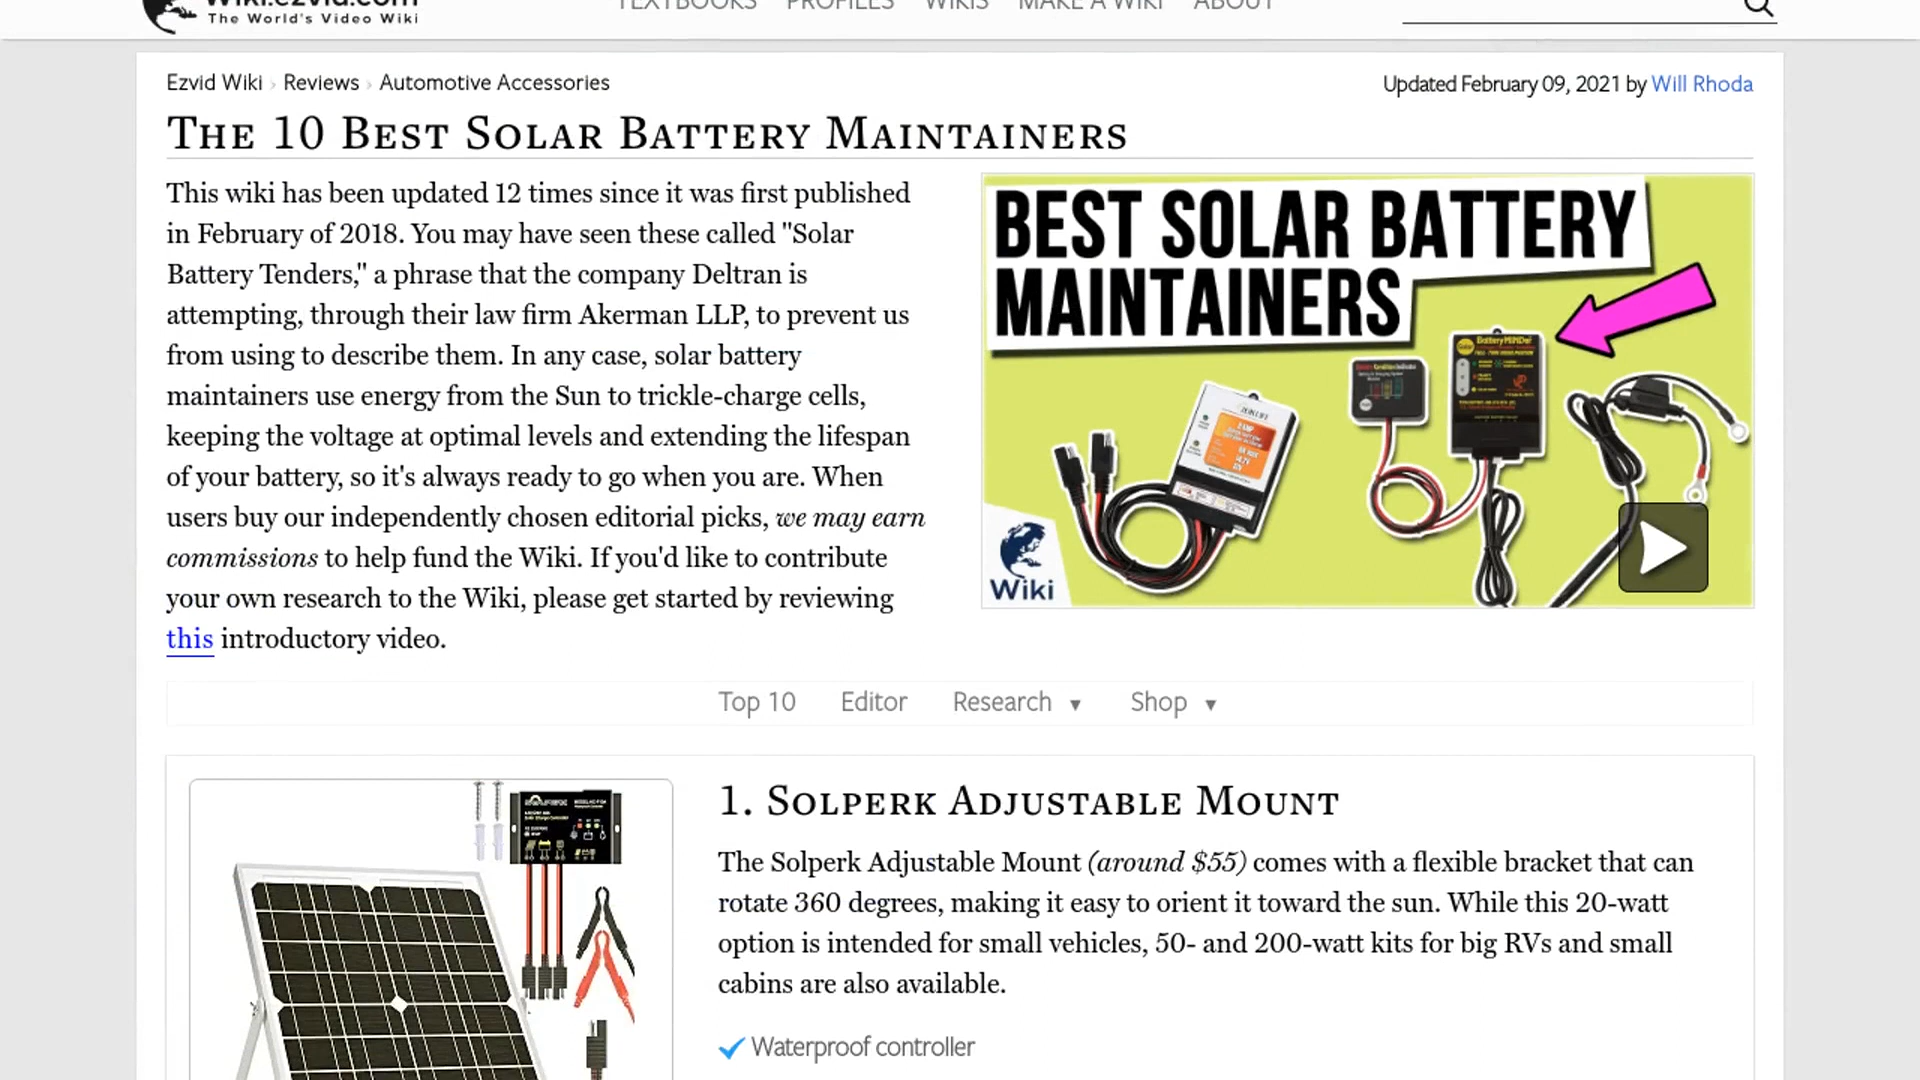 Wiki.ezvid.com
The World's Video Wiki
TEXTBOOKS PROFILES WIKIS MAKE A WIKI ABOUT
Ezvid Wiki › Reviews › Automotive Accessories
Updated February 09, 2021 by Will Rhoda
The 10 Best Solar Battery Maintainers
This wiki has been updated 12 times since it was first published
in February of 2018. You may have seen these called "Solar
Battery Tenders," a phrase that the company Deltran is
attempting, through their law firm Akerman LLP, to prevent us
from using to describe them. In any case, solar battery
maintainers use energy from the Sun to trickle-charge cells,
keeping the voltage at optimal levels and extending the lifespan
of your battery, so it's always ready to go when you are. When
users buy our independently chosen editorial picks, we may earn
commissions to help fund the Wiki. If you'd like to contribute
your own research to the Wiki, please get started by reviewing
this introductory video.
BEST SOLAR BATTERY
MAINTAINERS
BatteryMINDer
Wiki
Top 10 Editor Research ▼ Shop ▼
1. Solperk Adjustable Mount
The Solperk Adjustable Mount (around $55) comes with a flexible bracket that can
rotate 360 degrees, making it easy to orient it toward the sun. While this 20-watt
option is intended for small vehicles, 50- and 200-watt kits for big RVs and small
cabins are also available.
Waterproof controller